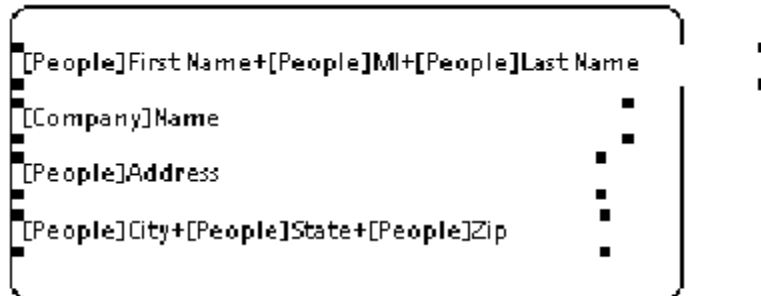 [People]First Name+[People]MI+[People]Last Name
[Company]Name
[People]Address
[People]City+[People]State+[People]Zip